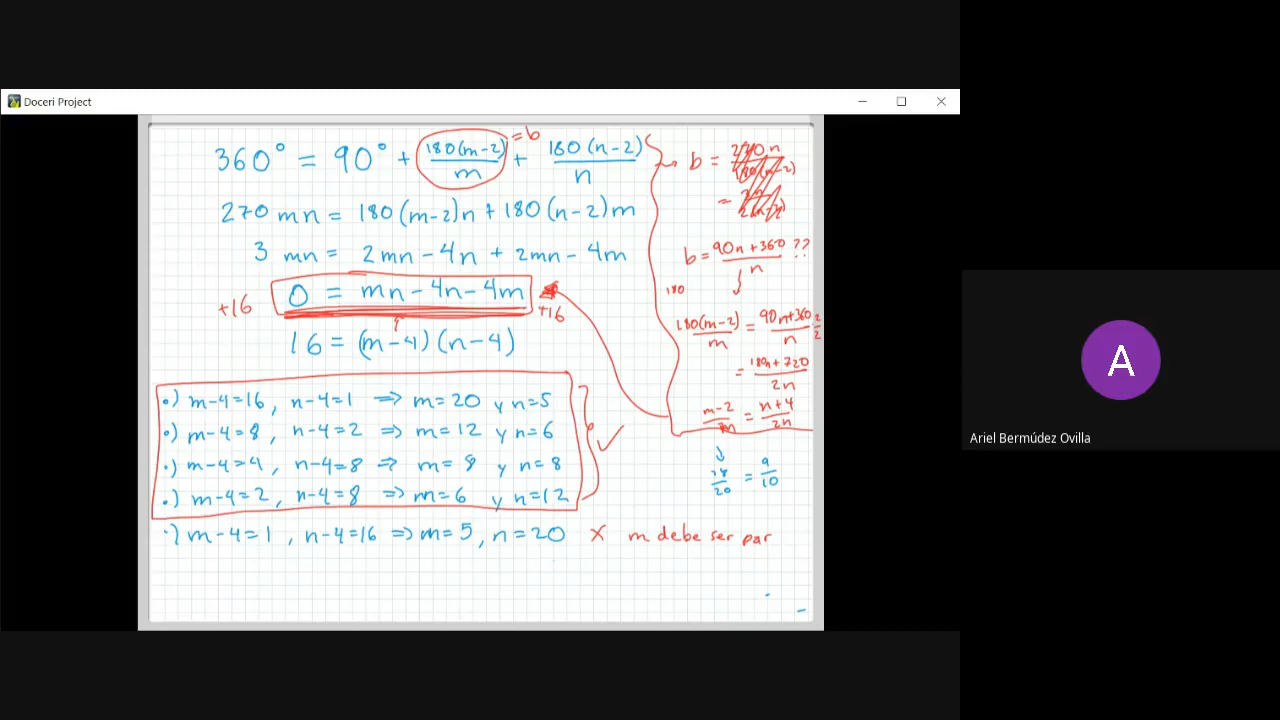 Doceri Project
360° = 90° + 180(m-2)/m + 180(n-2)/n
= b
270 mn = 180(m-2)n + 180(n-2)m
3 mn = 2mn - 4n + 2mn - 4m
+16 0 = mn - 4n - 4m +16
16 = (m-4)(n-4)
•) m-4=16, n-4=1 ⇒ m=20 y n=5
•) m-4=8, n-4=2 ⇒ m=12 y n=6
•) m-4=4, n-4=8 ⇒ m=8 y n=8
•) m-4=2, n-4=8 ⇒ m=6 y n=12
•) m-4=1, n-4=16 ⇒ m=5, n=20 X m debe ser par
b =
=
b = 90n+360/n ??
180
180(m-2)/m = 90n+360/n · 2/2
= 180n+720/2n
m-2/m = n+4/2n
18/20 = 9/10
A
Ariel Bermúdez Ovilla